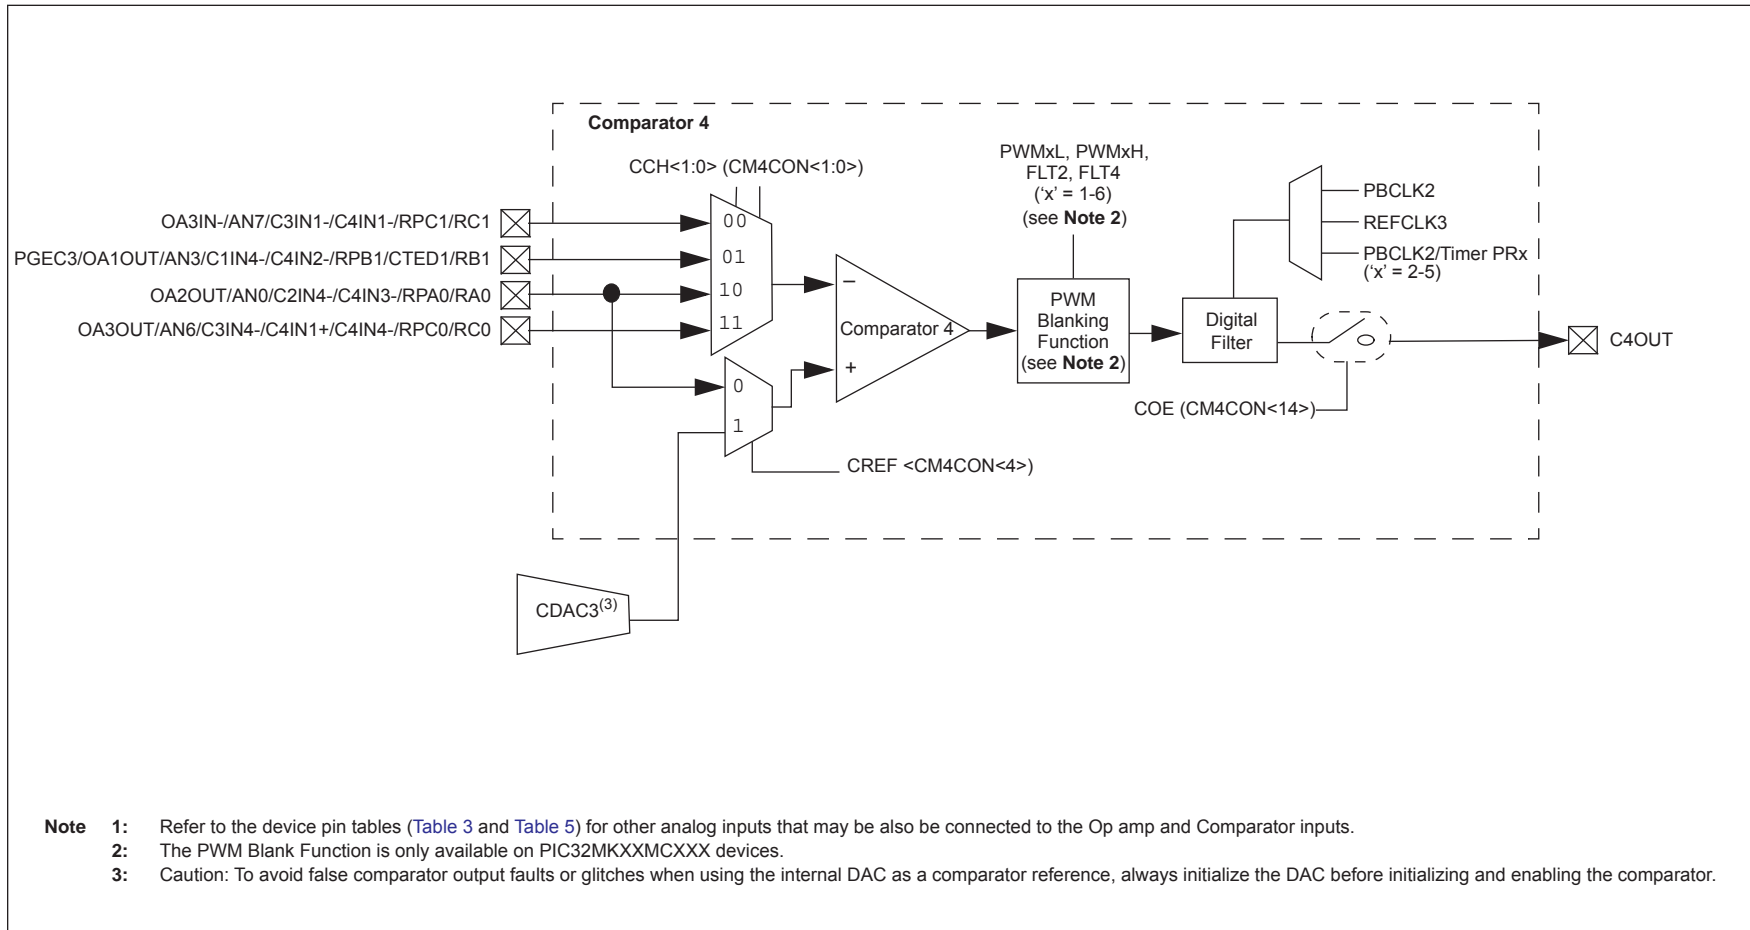 Comparator 4
CCH<1:0> (CM4CON<1:0>)
PWMxL, PWMxH,
FLT2, FLT4
(‘x’ = 1-6)
(see Note 2)
OA3IN-/AN7/C3IN1-/C4IN1-/RPC1/RC1
PGEC3/OA1OUT/AN3/C1IN4-/C4IN2-/RPB1/CTED1/RB1
OA2OUT/AN0/C2IN4-/C4IN3-/RPA0/RA0
OA3OUT/AN6/C3IN4-/C4IN1+/C4IN4-/RPC0/RC0
00
01
10
11
0
1
–
+
Comparator 4
PWM
Blanking
Function
(see Note 2)
Digital
Filter
PBCLK2
REFCLK3
PBCLK2/Timer PRx
(‘x’ = 2-5)
C4OUT
COE (CM4CON<14>)
CREF <CM4CON<4>)
CDAC3(3)
Note 1: Refer to the device pin tables (Table 3 and Table 5) for other analog inputs that may be also be connected to the Op amp and Comparator inputs.
2: The PWM Blank Function is only available on PIC32MKXXMCXXX devices.
3: Caution: To avoid false comparator output faults or glitches when using the internal DAC as a comparator reference, always initialize the DAC before initializing and enabling the comparator.